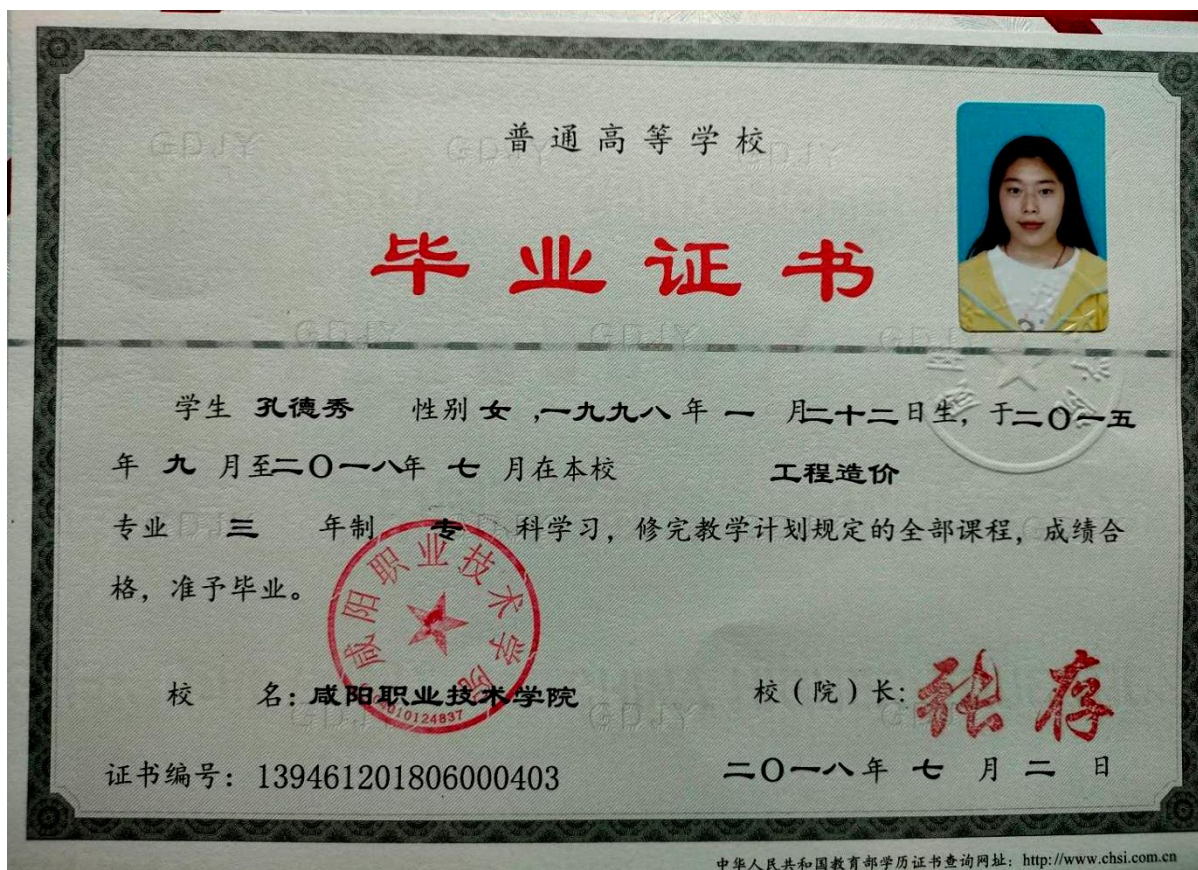 普通高等学校
毕业证书
学生 孔德秀 性别 女 ,一九九八 年 一 月二十二日生, 于二〇一五
年 九 月至二〇一八年 七 月在本校 工程造价
专业 三 年制 专 科学习, 修完教学计划规定的全部课程, 成绩合
格, 准予毕业。
咸阳职业技术学院
校 名: 咸阳职业技术学院 校(院)长: 张存
证书编号: 139461201806000403 二〇一八年 七 月 二 日
中华人民共和国教育部学历证书查询网址: http://www.chsi.com.cn
GDJY